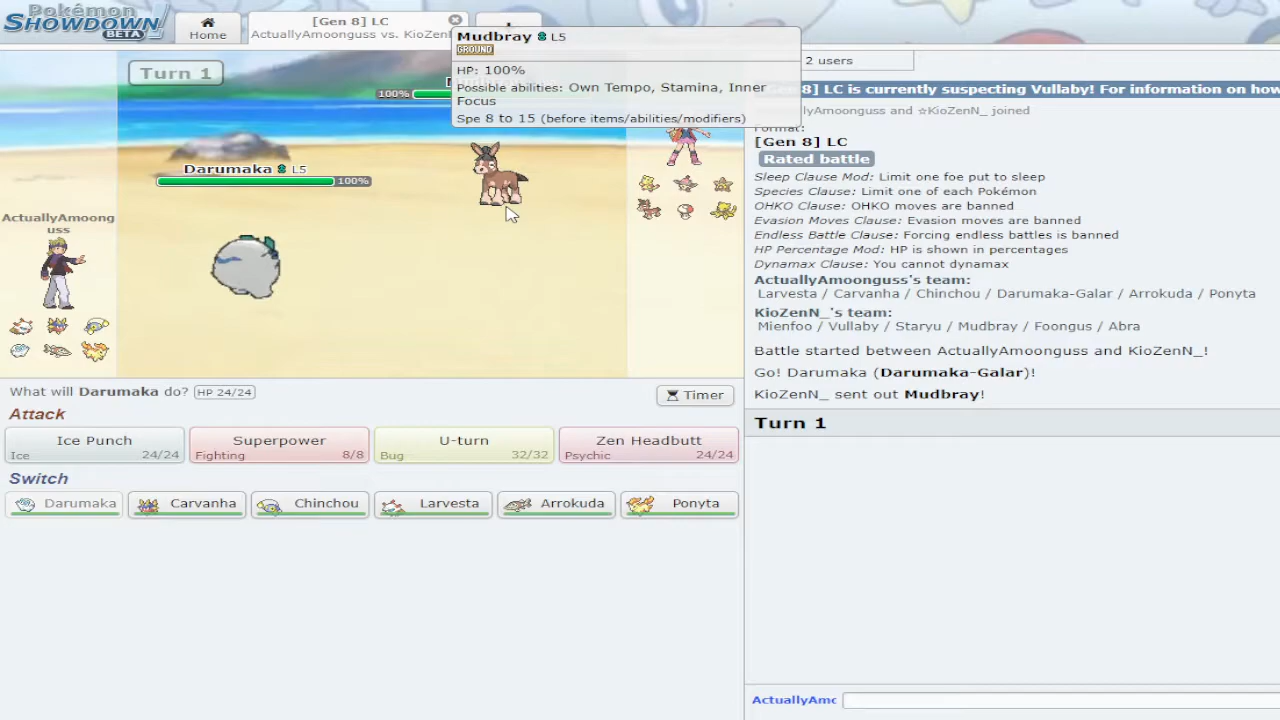 Pokémon
SHOWDOWN
BETA
Home
[Gen 8] LC
ActuallyAmoonguss vs. KioZenN
Turn 1
Mudbray L5
GROUND
HP: 100%
Possible abilities: Own Tempo, Stamina, Inner
Focus
Spe 8 to 15 (before items/abilities/modifiers)
100%
Darumaka L5
100%
ActuallyAmoong
uss
2 users
Gen 8] LC is currently suspecting Vullaby! For information on how
lyAmoonguss and ☆KioZenN_ joined
Format:
[Gen 8] LC
Rated battle
Sleep Clause Mod: Limit one foe put to sleep
Species Clause: Limit one of each Pokémon
OHKO Clause: OHKO moves are banned
Evasion Moves Clause: Evasion moves are banned
Endless Battle Clause: Forcing endless battles is banned
HP Percentage Mod: HP is shown in percentages
Dynamax Clause: You cannot dynamax
ActuallyAmoonguss's team:
Larvesta / Carvanha / Chinchou / Darumaka-Galar / Arrokuda / Ponyta
KioZenN_'s team:
Mienfoo / Vullaby / Staryu / Mudbray / Foongus / Abra
Battle started between ActuallyAmoonguss and KioZenN_!
Go! Darumaka (Darumaka-Galar)!
KioZenN_ sent out Mudbray!
Turn 1
What will Darumaka do? HP 24/24
Timer
Attack
Ice Punch
Ice 24/24
Superpower
Fighting 8/8
U-turn
Bug 32/32
Zen Headbutt
Psychic 24/24
Switch
Darumaka Carvanha Chinchou Larvesta Arrokuda Ponyta
ActuallyAmc